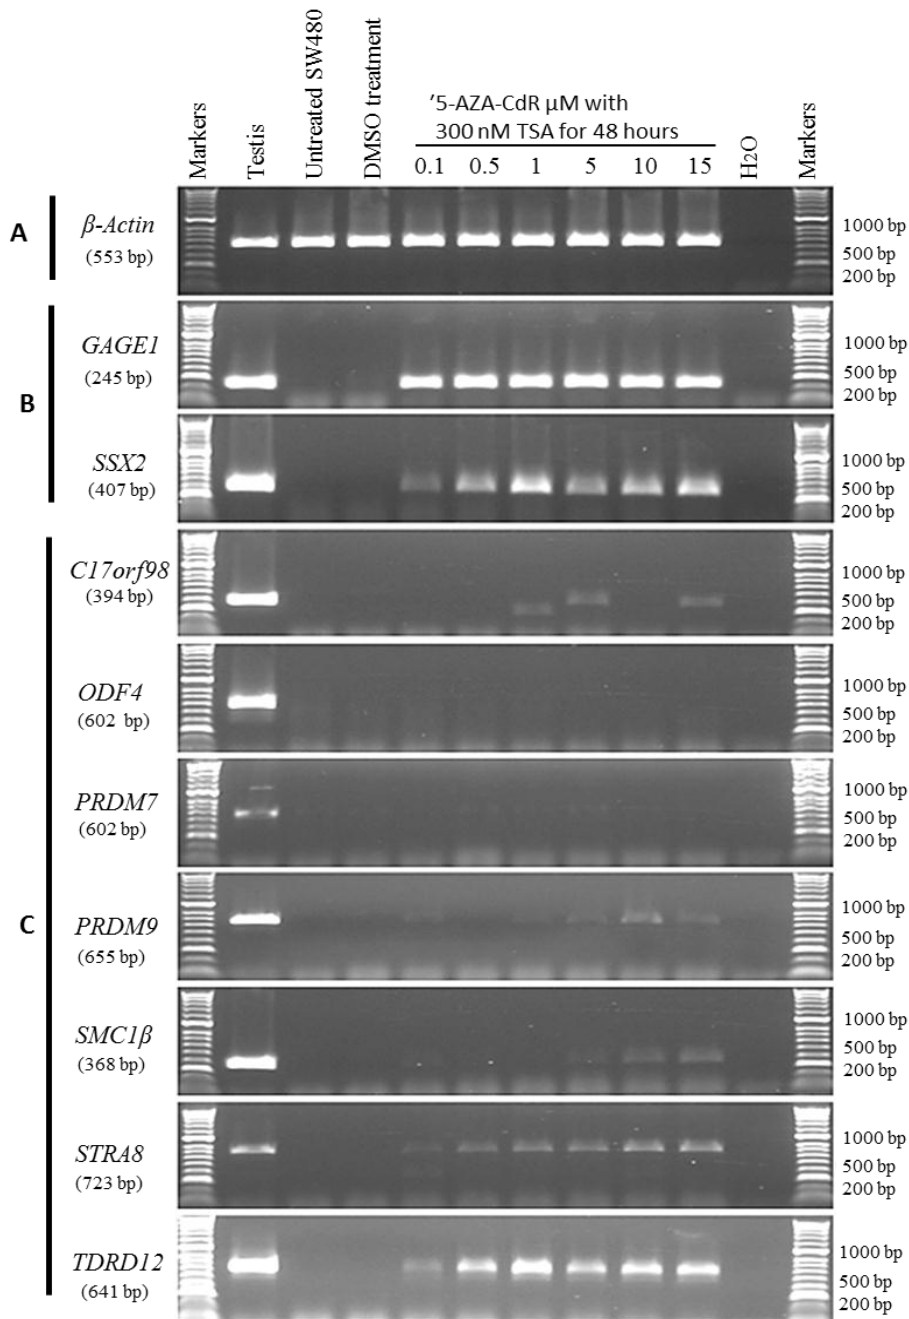 Markers
Testis
Untreated SW480
DMSO treatment
'5-AZA-CdR µM with
300 nM TSA for 48 hours
0.1 0.5 1 5 10 15
H2O
Markers
A
β-Actin
(553 bp)
1000 bp
500 bp
200 bp
B
GAGE1
(245 bp)
1000 bp
500 bp
200 bp
SSX2
(407 bp)
1000 bp
500 bp
200 bp
C
C17orf98
(394 bp)
1000 bp
500 bp
200 bp
ODF4
(602 bp)
1000 bp
500 bp
200 bp
PRDM7
(602 bp)
1000 bp
500 bp
200 bp
PRDM9
(655 bp)
1000 bp
500 bp
200 bp
SMC1β
(368 bp)
1000 bp
500 bp
200 bp
STRA8
(723 bp)
1000 bp
500 bp
200 bp
TDRD12
(641 bp)
1000 bp
500 bp
200 bp